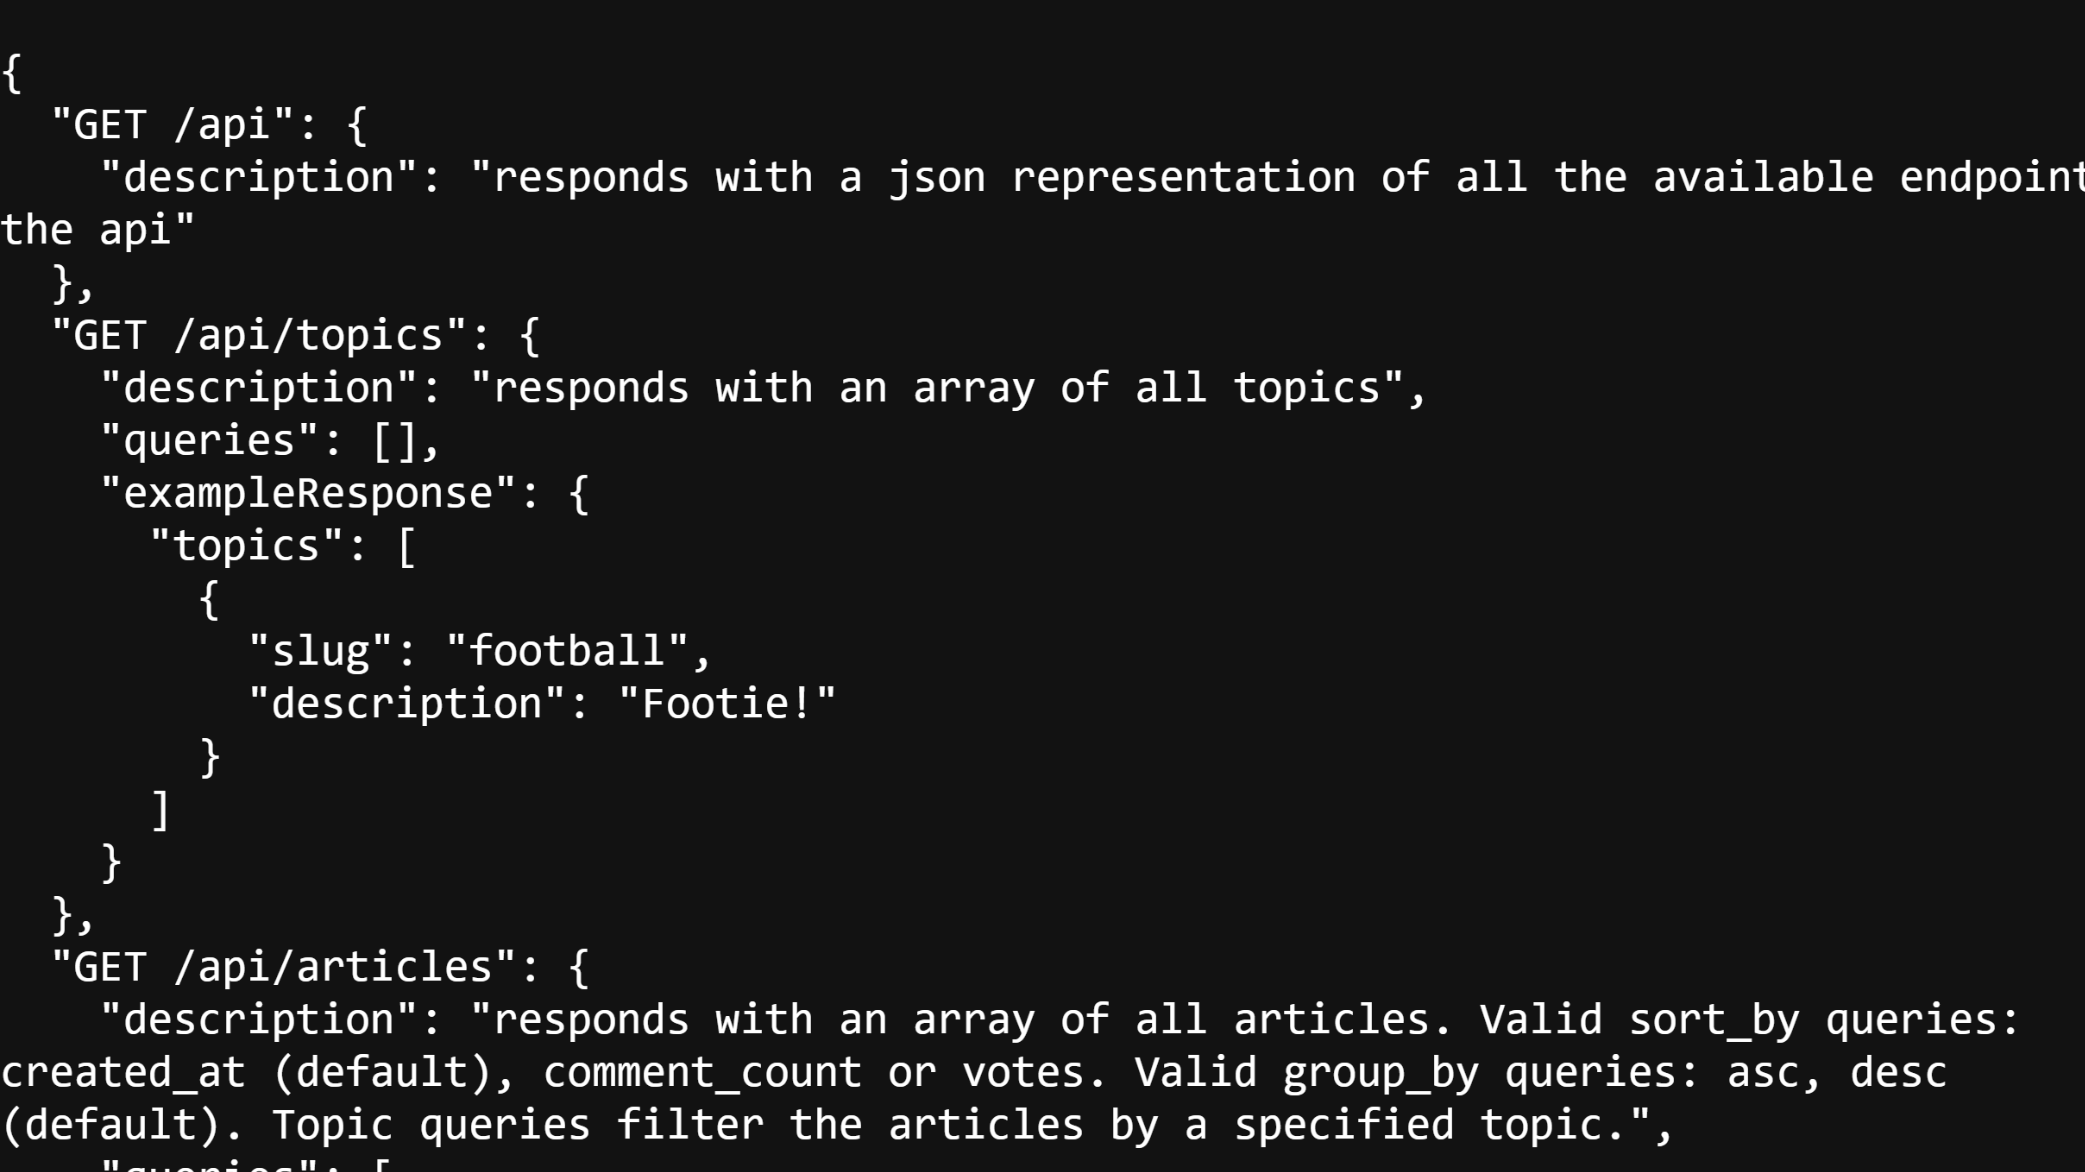 {
  "GET /api": {
    "description": "responds with a json representation of all the available endpoint
the api"
  },
  "GET /api/topics": {
    "description": "responds with an array of all topics",
    "queries": [],
    "exampleResponse": {
      "topics": [
        {
          "slug": "football",
          "description": "Footie!"
        }
      ]
    }
  },
  "GET /api/articles": {
    "description": "responds with an array of all articles. Valid sort_by queries:
created_at (default), comment_count or votes. Valid group_by queries: asc, desc
(default). Topic queries filter the articles by a specified topic.",
    "queries": [